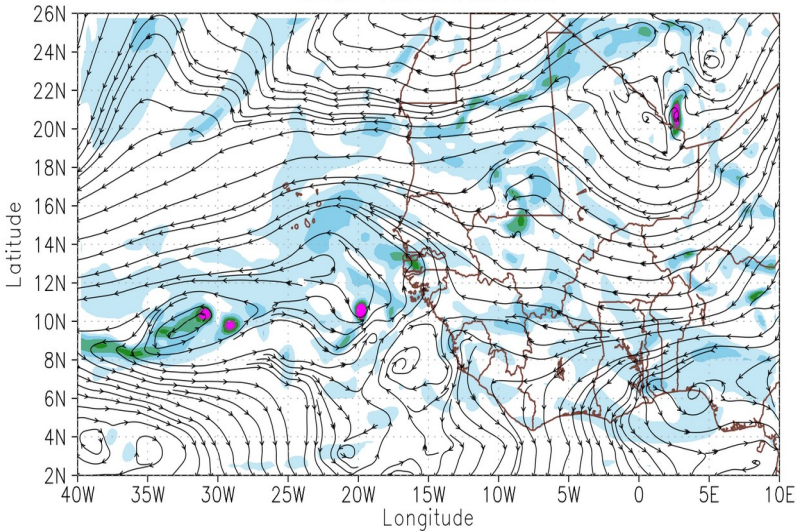 26N
24N
22N
20N
18N
16N
14N
12N
10N
8N
6N
4N
2N
Latitude
40W 35W 30W 25W 20W 15W 10W 5W 0 5E 10E
Longitude